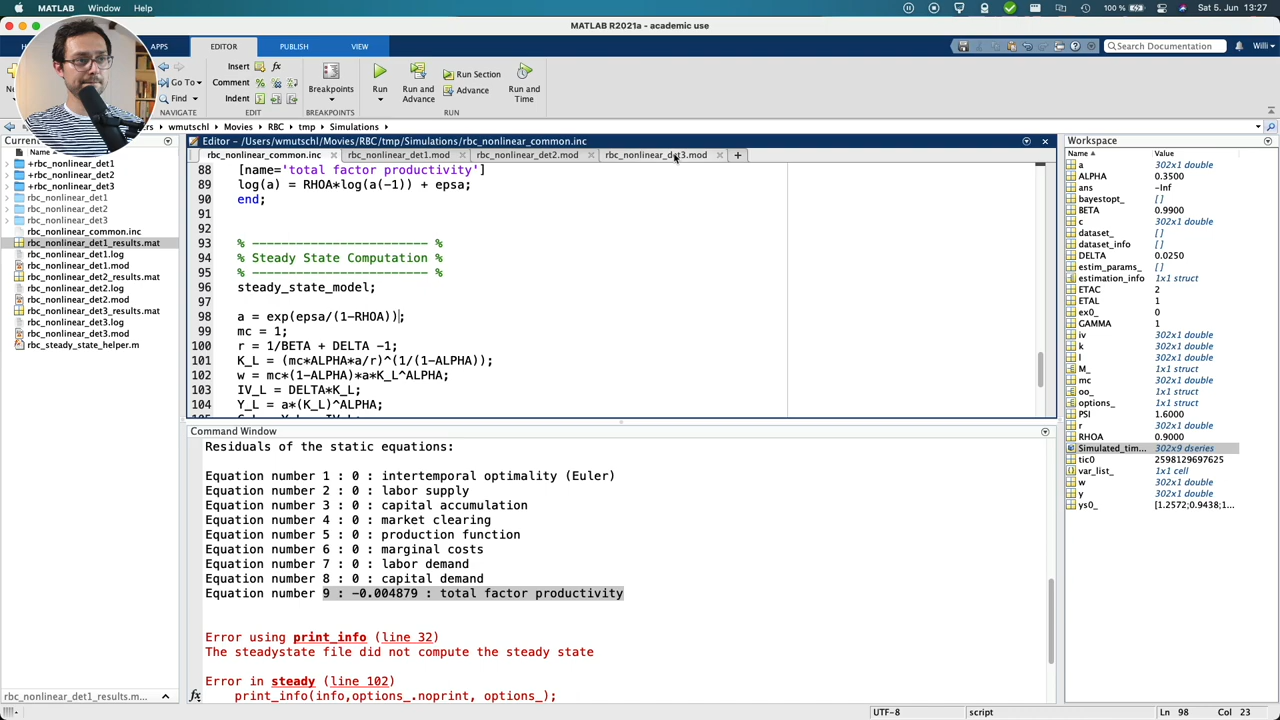 MATLAB Window Help
Sat 5. Jun 13:27
MATLAB R2021a - academic use
APPS EDITOR PUBLISH VIEW
Search Documentation
Willi
Go To
Find
NAVIGATE
Insert
Comment
Indent
EDIT
Breakpoints
BREAKPOINTS
Run
Run and Advance
Run Section
Advance
Run and Time
RUN
wmutschl Movies RBC tmp Simulations
Editor - /Users/wmutschl/Movies/RBC/tmp/Simulations/rbc_nonlinear_common.inc
rbc_nonlinear_common.inc rbc_nonlinear_det1.mod rbc_nonlinear_det2.mod rbc_nonlinear_det3.mod
Name
+rbc_nonlinear_det1
+rbc_nonlinear_det2
+rbc_nonlinear_det3
rbc_nonlinear_det1
rbc_nonlinear_det2
rbc_nonlinear_det3
rbc_nonlinear_common.inc
rbc_nonlinear_det1_results.mat
rbc_nonlinear_det1.log
rbc_nonlinear_det1.mod
rbc_nonlinear_det2_results.mat
rbc_nonlinear_det2.log
rbc_nonlinear_det2.mod
rbc_nonlinear_det3_results.mat
rbc_nonlinear_det3.log
rbc_nonlinear_det3.mod
rbc_steady_state_helper.m
rbc_nonlinear_det1_results.m...
88 [name='total factor productivity']
89 log(a) = RHOA*log(a(-1)) + epsa;
90 end;
91
92
93 % ------------------------ %
94 % Steady State Computation %
95 % ------------------------ %
96 steady_state_model;
97
98 a = exp(epsa/(1-RHOA));
99 mc = 1;
100 r = 1/BETA + DELTA -1;
101 K_L = (mc*ALPHA*a/r)^(1/(1-ALPHA));
102 w = mc*(1-ALPHA)*a*K_L^ALPHA;
103 IV_L = DELTA*K_L;
104 Y_L = a*(K_L)^ALPHA;
Command Window
Residuals of the static equations:
Equation number 1 : 0 : intertemporal optimality (Euler)
Equation number 2 : 0 : labor supply
Equation number 3 : 0 : capital accumulation
Equation number 4 : 0 : market clearing
Equation number 5 : 0 : production function
Equation number 6 : 0 : marginal costs
Equation number 7 : 0 : labor demand
Equation number 8 : 0 : capital demand
Equation number 9 : -0.004879 : total factor productivity
Error using print_info (line 32)
The steadystate file did not compute the steady state
Error in steady (line 102)
fx print_info(info,options_.noprint, options_);
Workspace
Name Value
a 302x1 double
ALPHA 0.3500
ans -Inf
bayestopt_ []
BETA 0.9900
c 302x1 double
dataset_ []
dataset_info []
DELTA 0.0250
estim_params_ []
estimation_info 1x1 struct
ETAC 2
ETAL 1
ex0_ 0
GAMMA 1
iv 302x1 double
k 302x1 double
l 302x1 double
M_ 1x1 struct
mc 302x1 double
oo_ 1x1 struct
options_ 1x1 struct
PSI 1.6000
r 302x1 double
RHOA 0.9000
Simulated_tim... 302x9 dseries
tic0 2598129697625
var_list_ 1x1 cell
w 302x1 double
y 302x1 double
ys0_ [1.2572;0.9438;1...
UTF-8 script Ln 98 Col 23